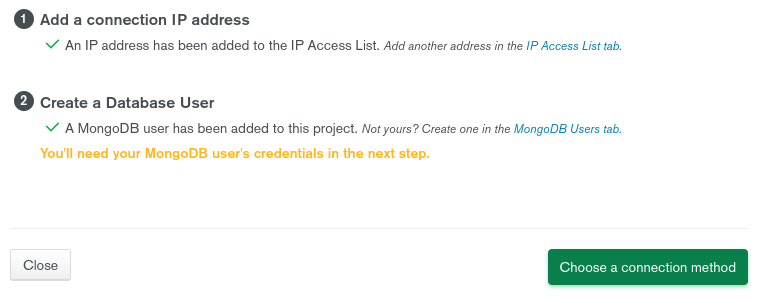 1 Add a connection IP address
An IP address has been added to the IP Access List. Add another address in the IP Access List tab.
2 Create a Database User
A MongoDB user has been added to this project. Not yours? Create one in the MongoDB Users tab.
You'll need your MongoDB user's credentials in the next step.
Close Choose a connection method